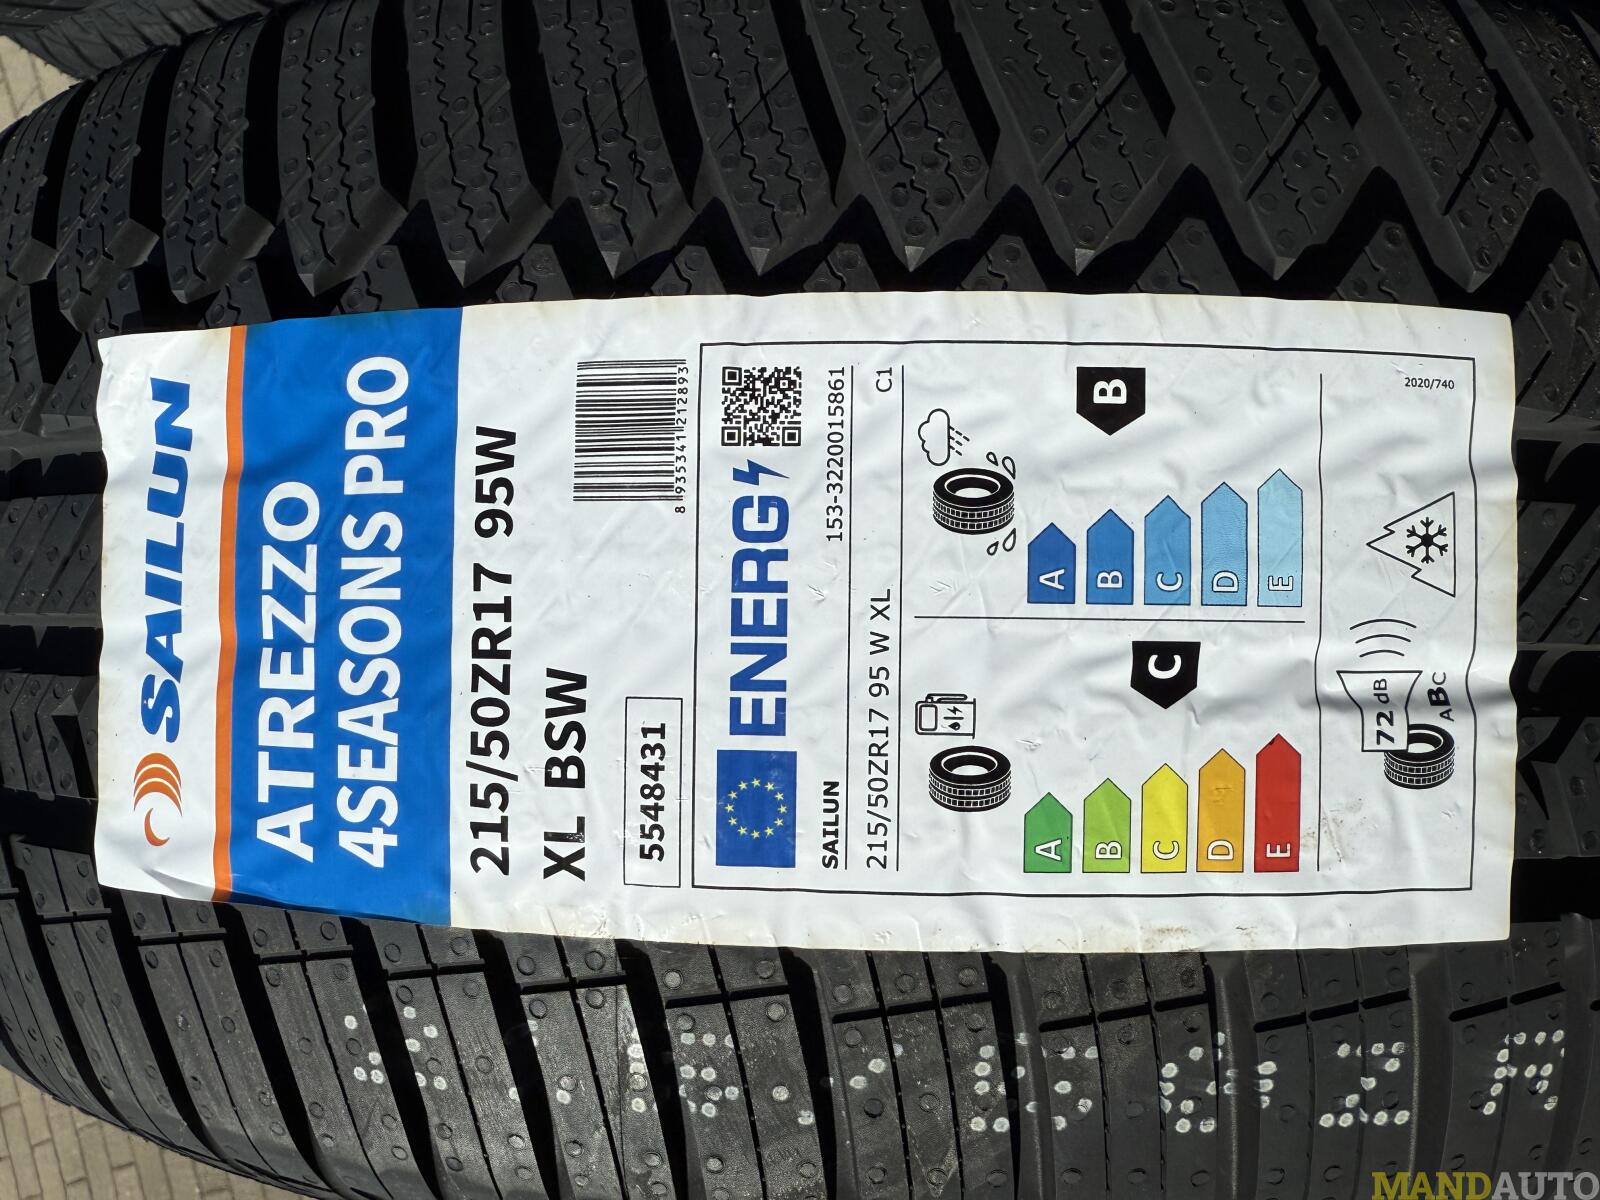 SAILUN
ATREZZO
4SEASONS PRO
215/50ZR17 95W
XL BSW
5548431
8 935341 212893
ENERG
SAILUN
153-3220015861
215/50ZR17 95 W XL
C1
A
B
C
D
E
C
A
B
C
D
E
B
72 dB
ABC
2020/740
MANDAUTO